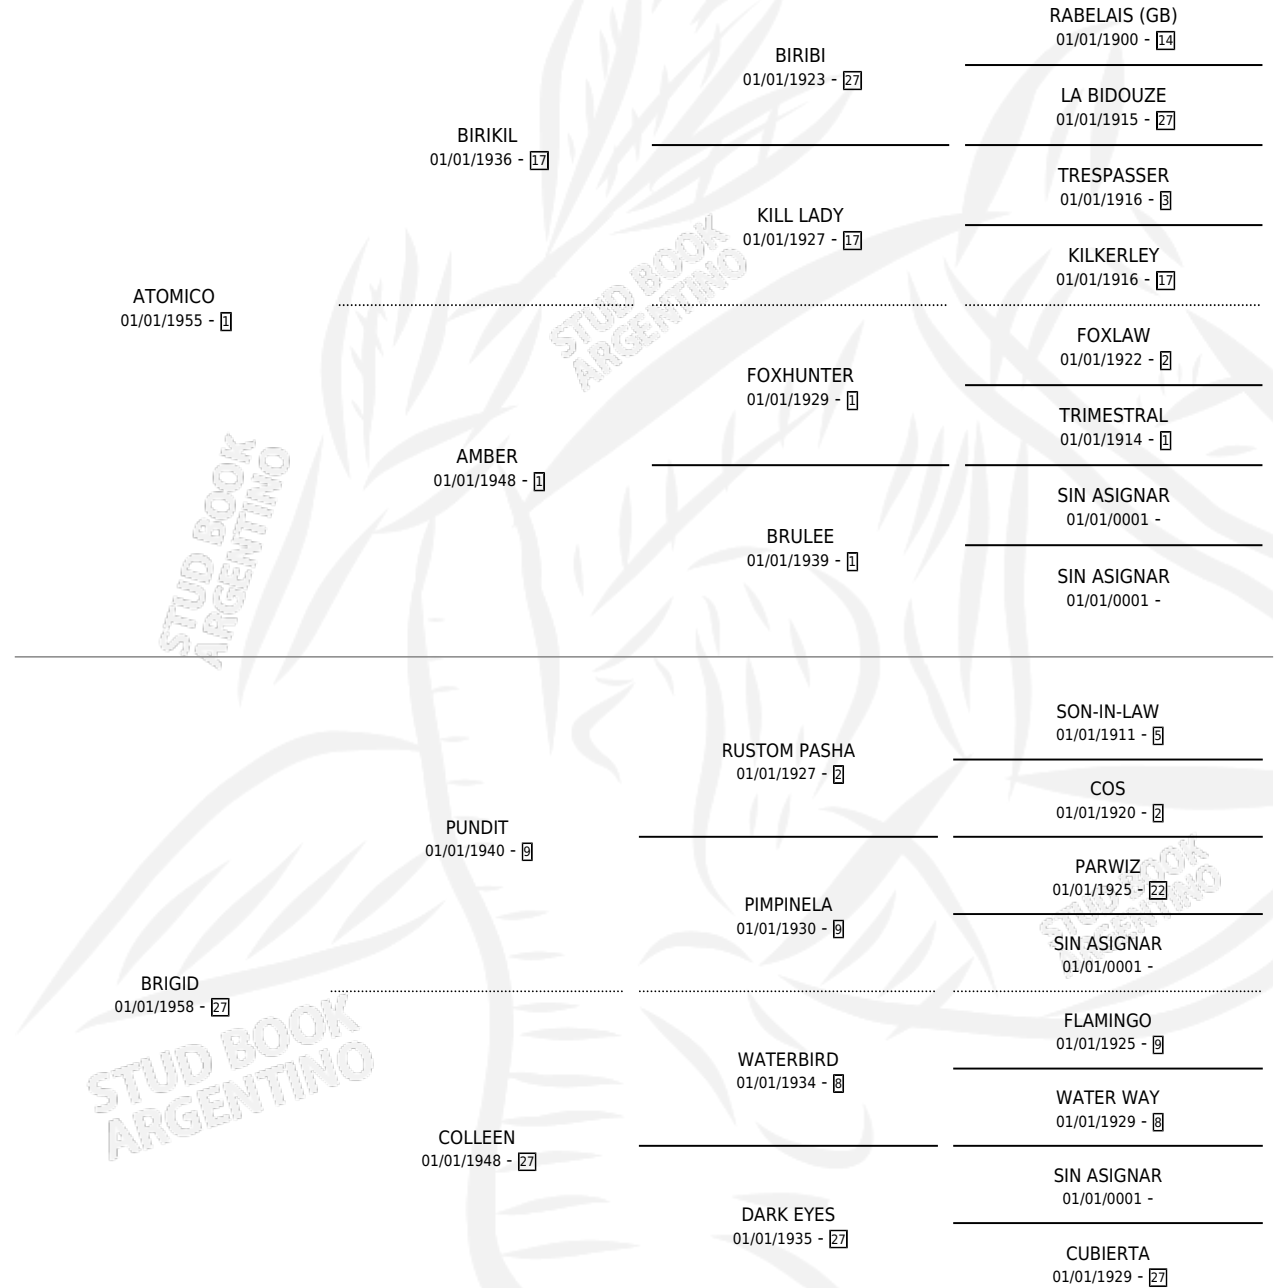 RABELAIS (GB)
01/01/1900 - 14
BIRIBI
01/01/1923 - 27
LA BIDOUZE
01/01/1915 - 27
BIRIKIL
01/01/1936 - 17
TRESPASSER
01/01/1916 - 3
KILL LADY
01/01/1927 - 17
KILKERLEY
01/01/1916 - 17
ATOMICO
01/01/1955 - 1
FOXLAW
01/01/1922 - 2
FOXHUNTER
01/01/1929 - 1
TRIMESTRAL
01/01/1914 - 1
AMBER
01/01/1948 - 1
SIN ASIGNAR
01/01/0001 -
BRULEE
01/01/1939 - 1
SIN ASIGNAR
01/01/0001 -
SON-IN-LAW
01/01/1911 - 5
RUSTOM PASHA
01/01/1927 - 2
COS
01/01/1920 - 2
PUNDIT
01/01/1940 - 9
PARWIZ
01/01/1925 - 22
PIMPINELA
01/01/1930 - 9
SIN ASIGNAR
01/01/0001 -
BRIGID
01/01/1958 - 27
FLAMINGO
01/01/1925 - 9
WATERBIRD
01/01/1934 - 8
WATER WAY
01/01/1929 - 8
COLLEEN
01/01/1948 - 27
SIN ASIGNAR
01/01/0001 -
DARK EYES
01/01/1935 - 27
CUBIERTA
01/01/1929 - 27
STUD BOOK
ARGENTINO
STUD BOOK
ARGENTINO
STUD BOOK
ARGENTINO
STUD BOOK
ARGENTINO